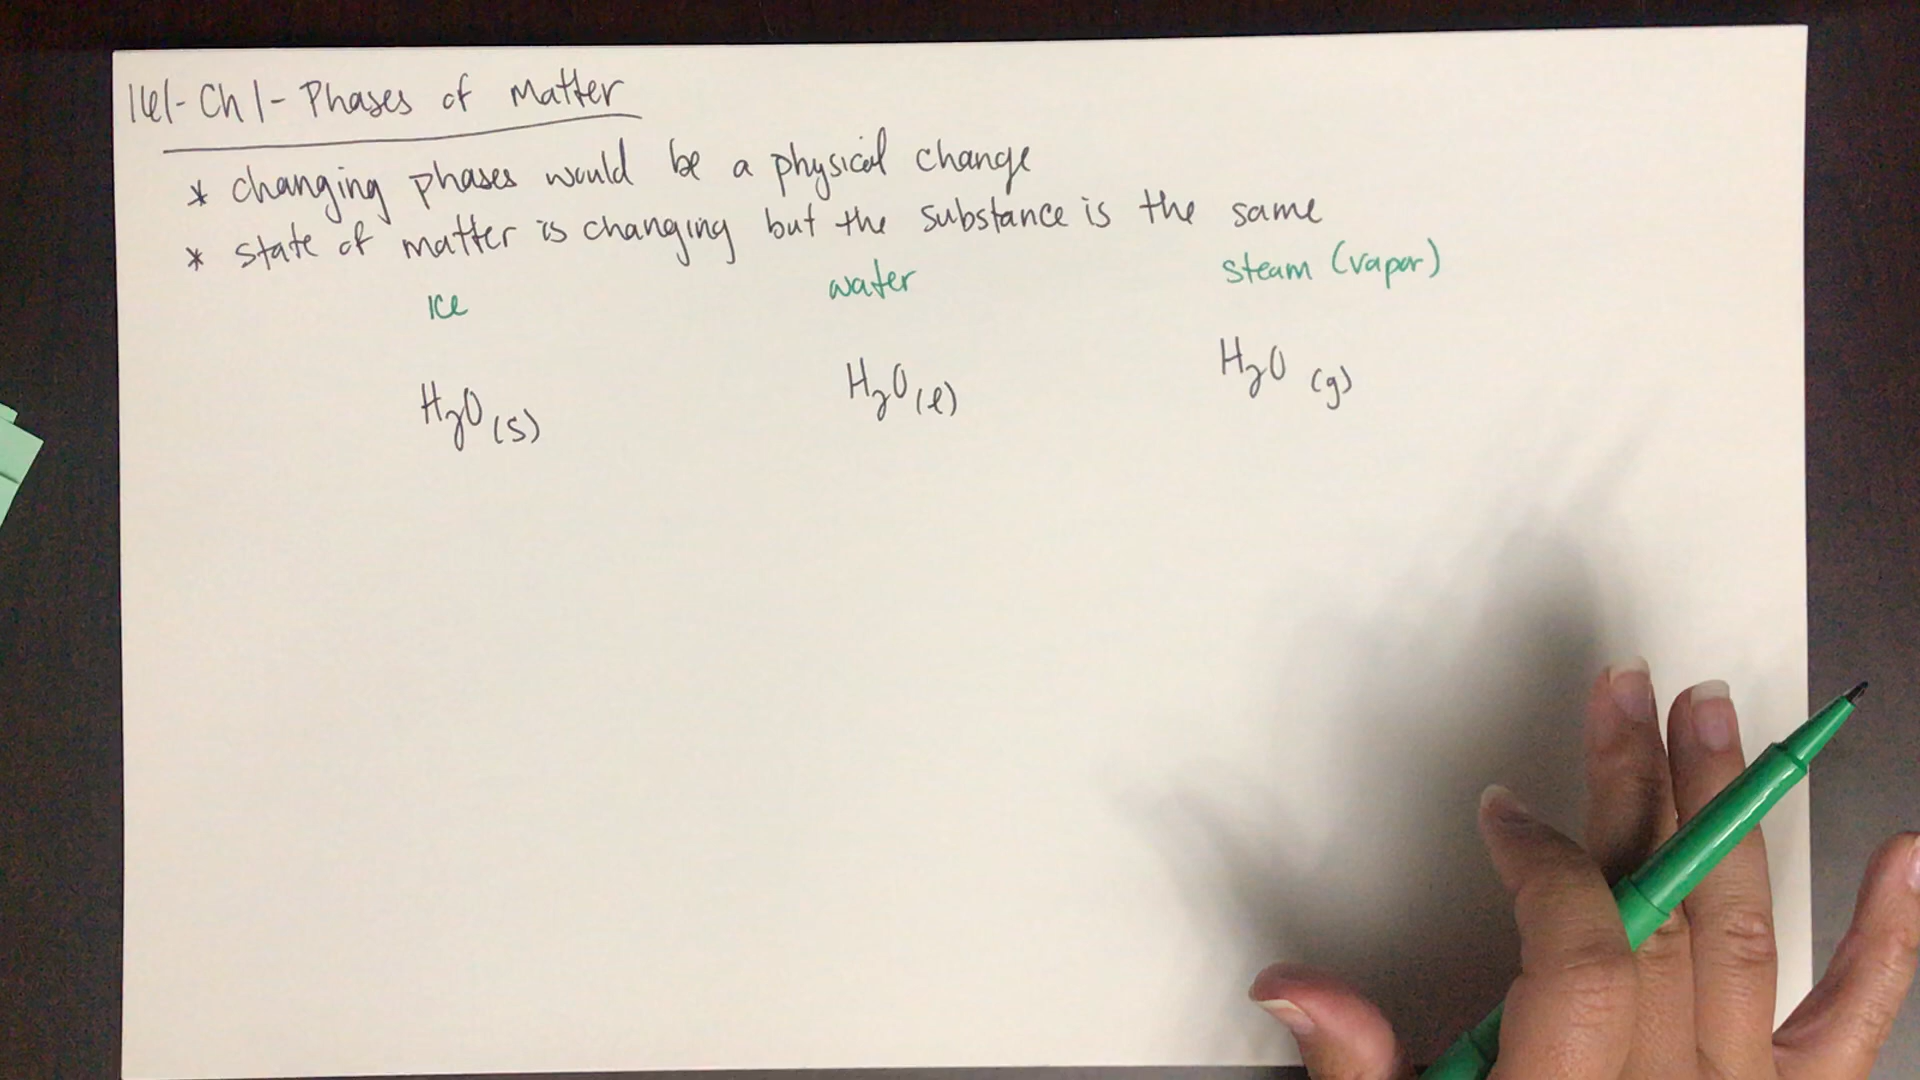 161-Ch 1- Phases of Matter
* changing phases would be a physical change
* state of matter is changing but the substance is the same
ice water steam (vapor)
H₂O (s) H₂O (l) H₂O (g)